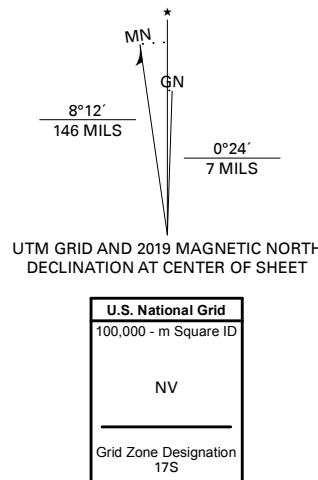 ★
MN
GN
8°12´
146 MILS
0°24´
7 MILS
UTM GRID AND 2019 MAGNETIC NORTH
DECLINATION AT CENTER OF SHEET
U.S. National Grid
100,000 - m Square ID
NV
Grid Zone Designation
17S